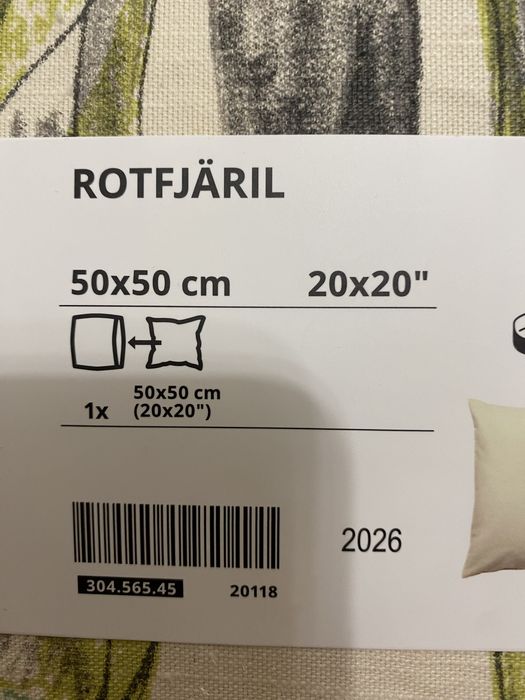 ROTFJÄRIL
50x50 cm 20x20"
50x50 cm
1x (20x20")
2026
304.565.45 20118